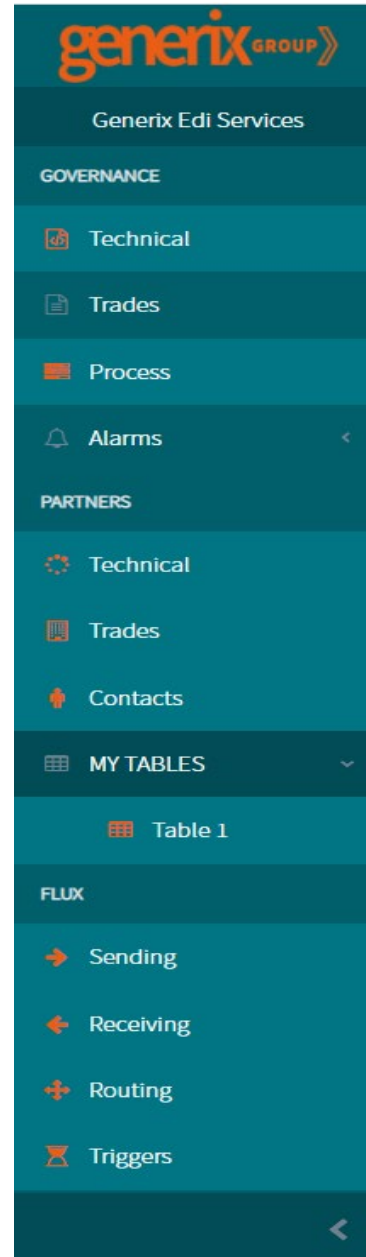 generix GROUP
Generix Edi Services
GOVERNANCE
Technical
Trades
Process
Alarms
PARTNERS
Technical
Trades
Contacts
MY TABLES
Table 1
FLUX
Sending
Receiving
Routing
Triggers